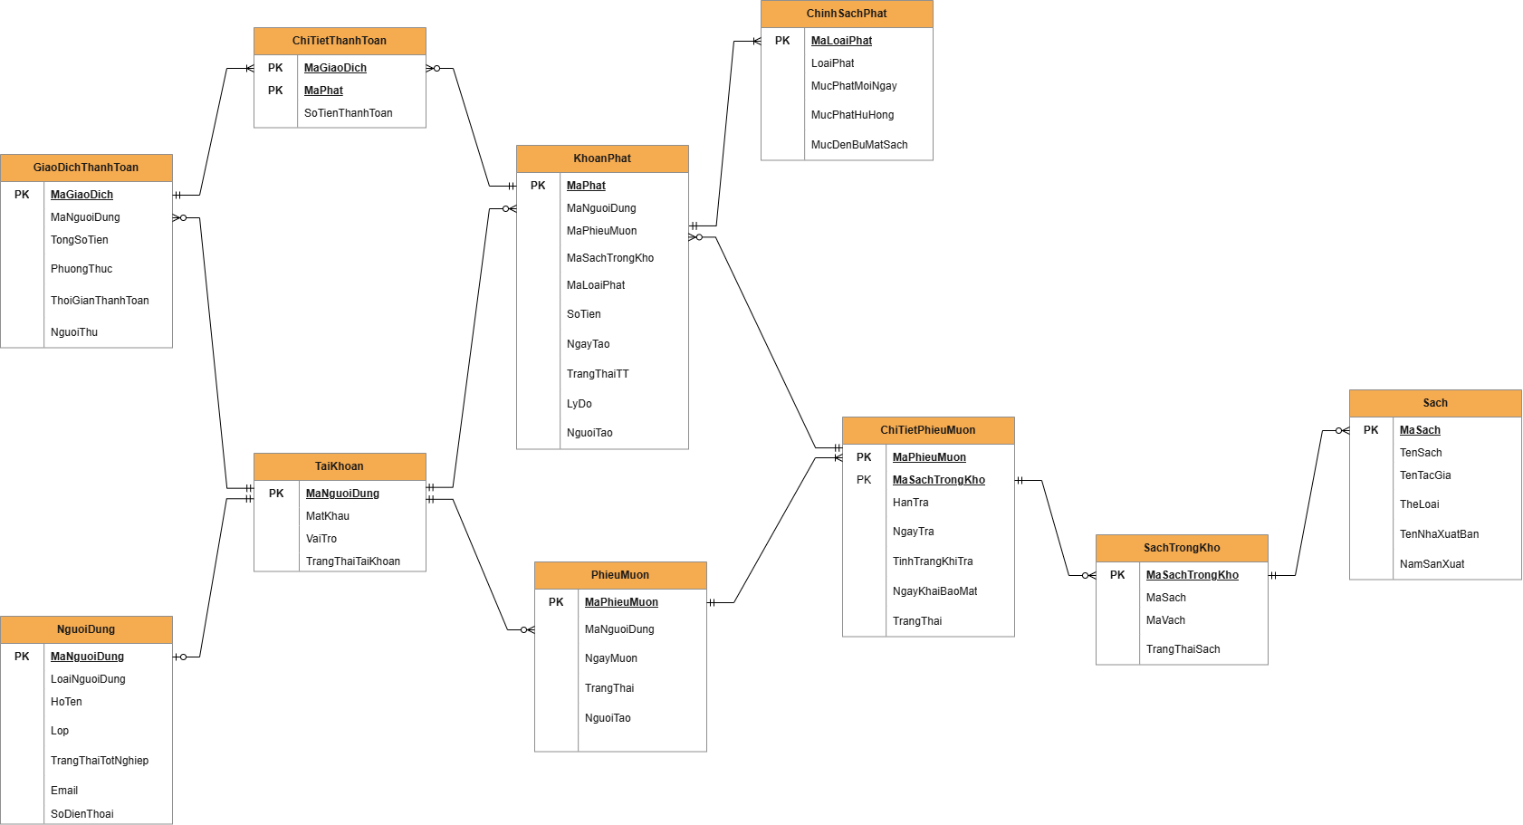 ChinhSachPhat
PK MaLoaiPhat
LoaiPhat
MucPhatMoiNgay
MucPhatHuHong
MucDenBuMatSach
ChiTietThanhToan
PK MaGiaoDich
PK MaPhat
SoTienThanhToan
GiaoDichThanhToan
PK MaGiaoDich
MaNguoiDung
TongSoTien
PhuongThuc
ThoiGianThanhToan
NguoiThu
KhoanPhat
PK MaPhat
MaNguoiDung
MaPhieuMuon
MaSachTrongKho
MaLoaiPhat
SoTien
NgayTao
TrangThaiTT
LyDo
NguoiTao
Sach
PK MaSach
TenSach
TenTacGia
TheLoai
TenNhaXuatBan
NamSanXuat
ChiTietPhieuMuon
PK MaPhieuMuon
PK MaSachTrongKho
HanTra
NgayTra
TinhTrangKhiTra
NgayKhaiBaoMat
TrangThai
TaiKhoan
PK MaNguoiDung
MatKhau
VaiTro
TrangThaiTaiKhoan
SachTrongKho
PK MaSachTrongKho
MaSach
MaVach
TrangThaiSach
PhieuMuon
PK MaPhieuMuon
MaNguoiDung
NgayMuon
TrangThai
NguoiTao
NguoiDung
PK MaNguoiDung
LoaiNguoiDung
HoTen
Lop
TrangThaiTotNghiep
Email
SoDienThoai